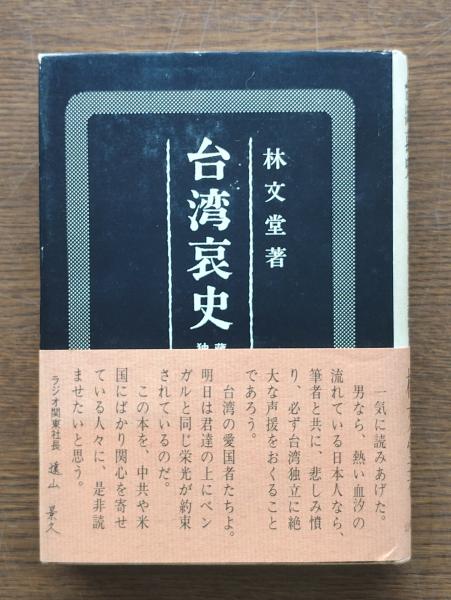 林文堂著
台湾哀史
一気に読みあげた。
男なら、熱い血汐の
流れている日本人なら、
筆者と共に、悲しみ憤
り、必ず台湾独立に絶
大な声援をおくること
であろう。
台湾の愛国者たちよ。
明日は君達の上にベン
ガルと同じ栄光が約束
されているのだ。
この本を、中共や米
国にばかり関心を寄せ
ている人々に、是非読
ませたいと思う。
ラジオ関東社長 遠山 景久